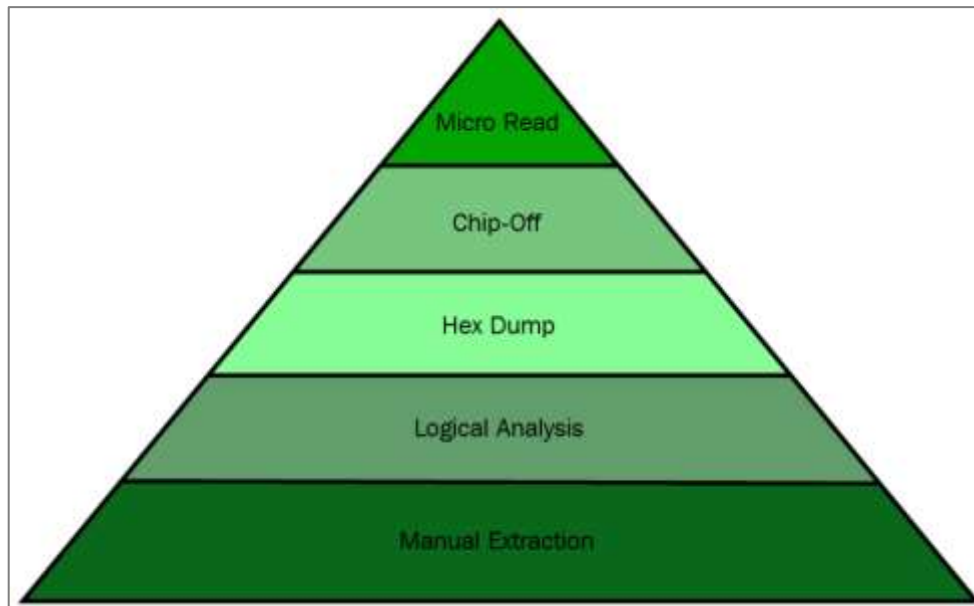 Micro Read
Chip-Off
Hex Dump
Logical Analysis
Manual Extraction